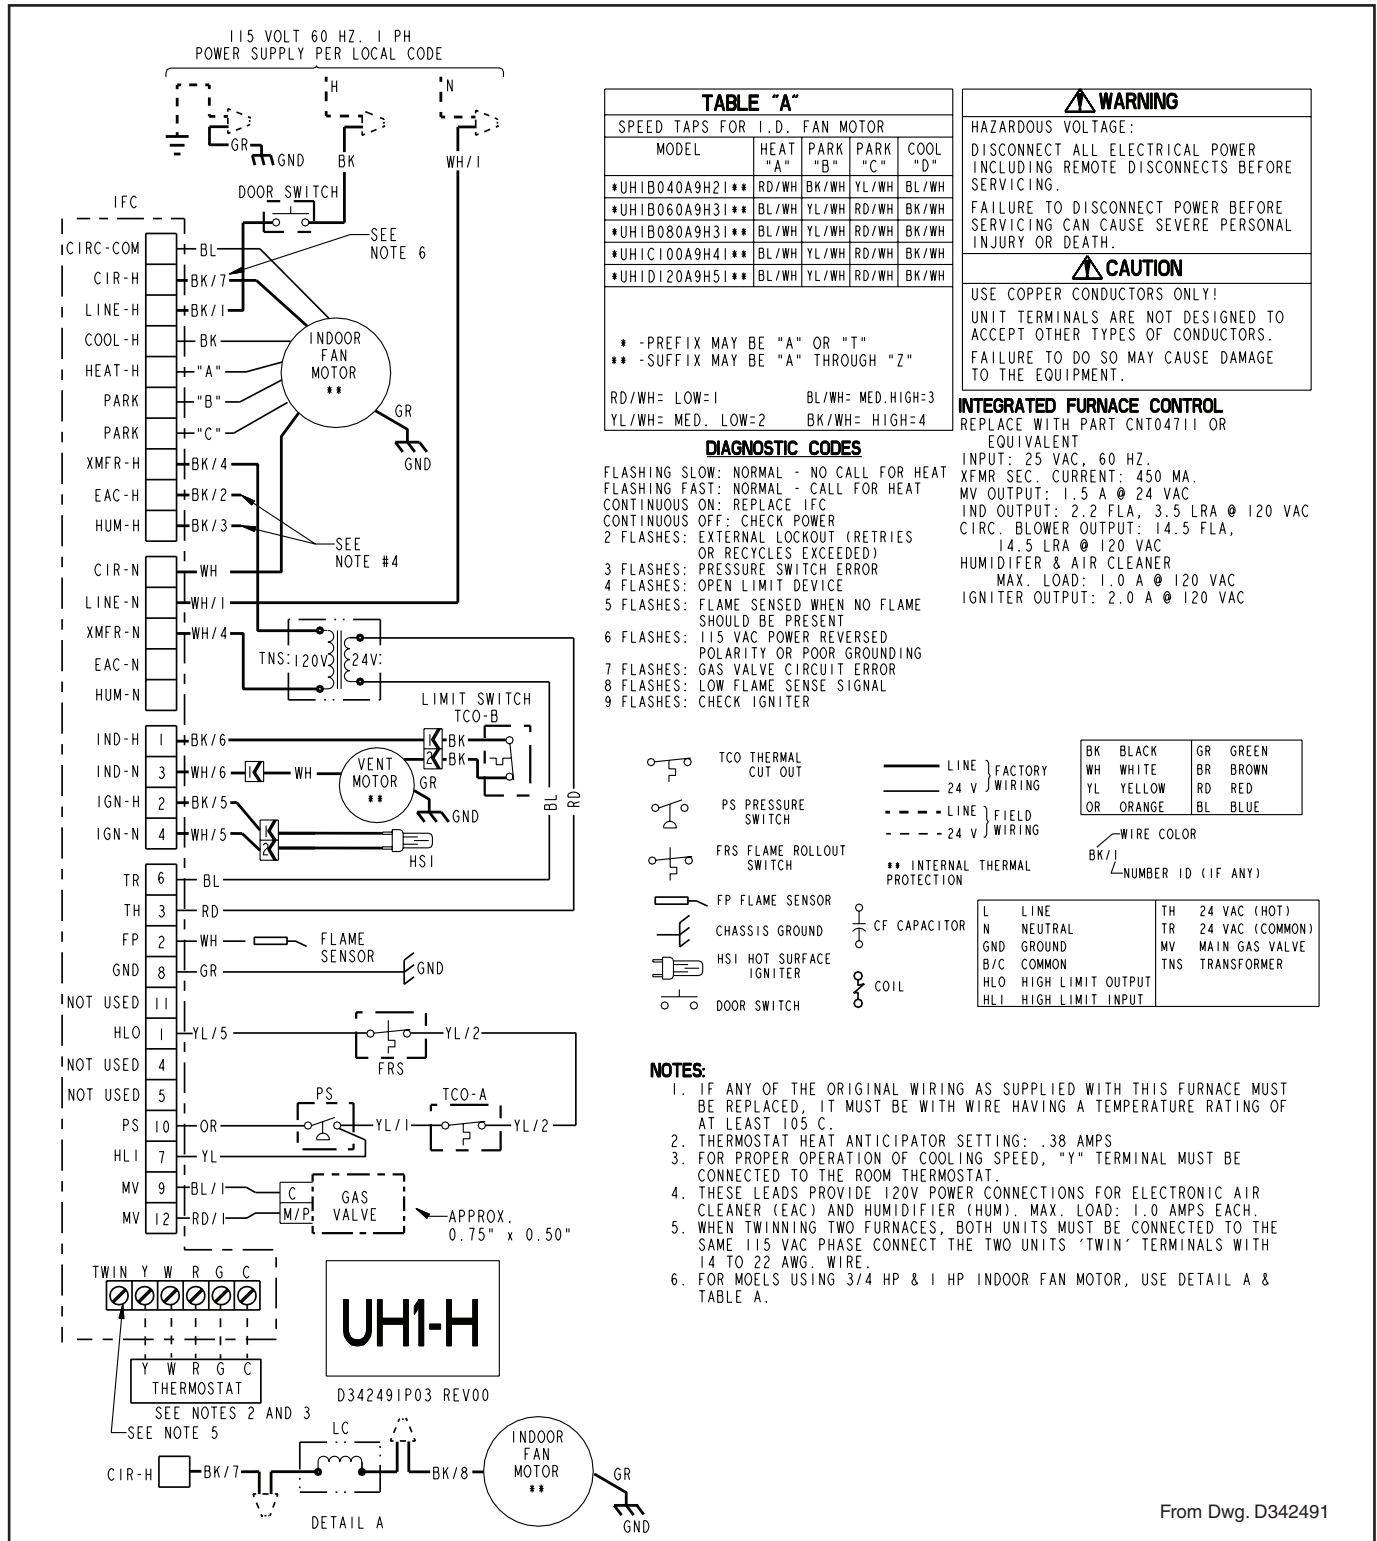 115 VOLT 60 HZ. 1 PH
POWER SUPPLY PER LOCAL CODE
H
N
GR
GND
BK
WH/1
DOOR SWITCH
IFC
SEE
NOTE 6
CIRC-COM
BL
CIR-H
BK/7
LINE-H
BK/1
COOL-H
BK
HEAT-H
"A"
PARK
"B"
PARK
"C"
INDOOR
FAN
MOTOR
**
GR
GND
XMFR-H
BK/4
EAC-H
BK/2
HUM-H
BK/3
SEE
NOTE #4
CIR-N
WH
LINE-N
WH/1
XMFR-N
WH/4
EAC-N
HUM-N
TNS
120V
24V
LIMIT SWITCH
TCO-B
IND-H 1 BK/6
1 BK
2 BK
IND-N 3 WH/6 1 WH
VENT
MOTOR
**
GR
GND
IGN-H 2 BK/5
IGN-N 4 WH/5
1
2
HSI
BL
RD
TR 6 BL
TH 3 RD
FP 2 WH
FLAME
SENSOR
GND 8 GR
GND
NOT USED 11
HLO 1 YL/5
FRS
YL/2
NOT USED 4
NOT USED 5
PS
TCO-A
PS 10 OR
YL/1
YL/2
HLI 7 YL
MV 9 BL/1
C
MV 12 RD/1
M/P
GAS
VALVE
APPROX.
0.75" x 0.50"
TWIN Y W R G C
Y W R G C
THERMOSTAT
SEE NOTES 2 AND 3
SEE NOTE 5
UH1-H
D342491P03 REV00
CIR-H
BK/7
LC
BK/8
INDOOR
FAN
MOTOR
**
GR
GND
DETAIL A
TABLE "A"
SPEED TAPS FOR I.D. FAN MOTOR
MODEL HEAT "A" PARK "B" PARK "C" COOL "D"
*UH1B040A9H21** RD/WH BK/WH YL/WH BL/WH
*UH1B060A9H31** BL/WH YL/WH RD/WH BK/WH
*UH1B080A9H31** BL/WH YL/WH RD/WH BK/WH
*UH1C100A9H41** BL/WH YL/WH RD/WH BK/WH
*UH1D120A9H51** BL/WH YL/WH RD/WH BK/WH
* -PREFIX MAY BE "A" OR "T"
** -SUFFIX MAY BE "A" THROUGH "Z"
RD/WH= LOW=1 BL/WH= MED.HIGH=3
YL/WH= MED. LOW=2 BK/WH= HIGH=4
WARNING
HAZARDOUS VOLTAGE:
DISCONNECT ALL ELECTRICAL POWER
INCLUDING REMOTE DISCONNECTS BEFORE
SERVICING.
FAILURE TO DISCONNECT POWER BEFORE
SERVICING CAN CAUSE SEVERE PERSONAL
INJURY OR DEATH.
CAUTION
USE COPPER CONDUCTORS ONLY!
UNIT TERMINALS ARE NOT DESIGNED TO
ACCEPT OTHER TYPES OF CONDUCTORS.
FAILURE TO DO SO MAY CAUSE DAMAGE
TO THE EQUIPMENT.
DIAGNOSTIC CODES
FLASHING SLOW: NORMAL - NO CALL FOR HEAT
FLASHING FAST: NORMAL - CALL FOR HEAT
CONTINUOUS ON: REPLACE IFC
CONTINUOUS OFF: CHECK POWER
2 FLASHES: EXTERNAL LOCKOUT (RETRIES
OR RECYCLES EXCEEDED)
3 FLASHES: PRESSURE SWITCH ERROR
4 FLASHES: OPEN LIMIT DEVICE
5 FLASHES: FLAME SENSED WHEN NO FLAME
SHOULD BE PRESENT
6 FLASHES: 115 VAC POWER REVERSED
POLARITY OR POOR GROUNDING
7 FLASHES: GAS VALVE CIRCUIT ERROR
8 FLASHES: LOW FLAME SENSE SIGNAL
9 FLASHES: CHECK IGNITER
INTEGRATED FURNACE CONTROL
REPLACE WITH PART CNT04711 OR
EQUIVALENT
INPUT: 25 VAC, 60 HZ.
XFMR SEC. CURRENT: 450 MA.
MV OUTPUT: 1.5 A @ 24 VAC
IND OUTPUT: 2.2 FLA, 3.5 LRA @ 120 VAC
CIRC. BLOWER OUTPUT: 14.5 FLA,
14.5 LRA @ 120 VAC
HUMIDIFER & AIR CLEANER
MAX. LOAD: 1.0 A @ 120 VAC
IGNITER OUTPUT: 2.0 A @ 120 VAC
TCO THERMAL
CUT OUT
PS PRESSURE
SWITCH
FRS FLAME ROLLOUT
SWITCH
FP FLAME SENSOR
CHASSIS GROUND
HSI HOT SURFACE
IGNITER
DOOR SWITCH
LINE
24 V
FACTORY
WIRING
LINE
24 V
FIELD
WIRING
** INTERNAL THERMAL
PROTECTION
CF CAPACITOR
COIL
BK BLACK GR GREEN
WH WHITE BR BROWN
YL YELLOW RD RED
OR ORANGE BL BLUE
WIRE COLOR
BK/1
NUMBER ID (IF ANY)
L LINE TH 24 VAC (HOT)
N NEUTRAL TR 24 VAC (COMMON)
GND GROUND MV MAIN GAS VALVE
B/C COMMON TNS TRANSFORMER
HLO HIGH LIMIT OUTPUT
HLI HIGH LIMIT INPUT
NOTES:
1. IF ANY OF THE ORIGINAL WIRING AS SUPPLIED WITH THIS FURNACE MUST
BE REPLACED, IT MUST BE WITH WIRE HAVING A TEMPERATURE RATING OF
AT LEAST 105 C.
2. THERMOSTAT HEAT ANTICIPATOR SETTING: .38 AMPS
3. FOR PROPER OPERATION OF COOLING SPEED, "Y" TERMINAL MUST BE
CONNECTED TO THE ROOM THERMOSTAT.
4. THESE LEADS PROVIDE 120V POWER CONNECTIONS FOR ELECTRONIC AIR
CLEANER (EAC) AND HUMIDIFIER (HUM). MAX. LOAD: 1.0 AMPS EACH.
5. WHEN TWINNING TWO FURNACES, BOTH UNITS MUST BE CONNECTED TO THE
SAME 115 VAC PHASE CONNECT THE TWO UNITS 'TWIN' TERMINALS WITH
14 TO 22 AWG. WIRE.
6. FOR MOELS USING 3/4 HP & 1 HP INDOOR FAN MOTOR, USE DETAIL A &
TABLE A.
From Dwg. D342491